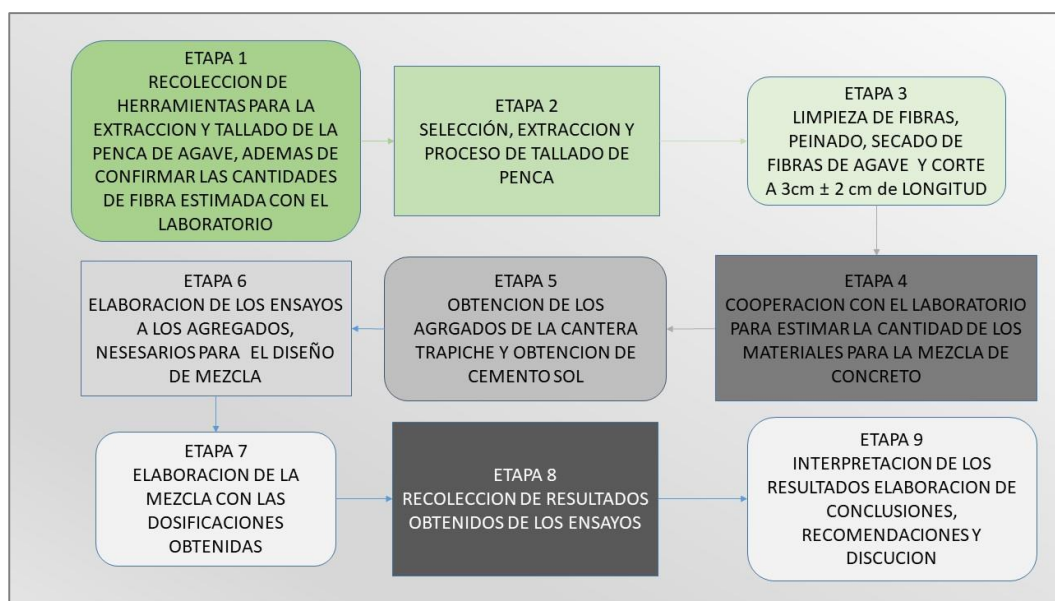 ETAPA 1
RECOLECCION DE
HERRAMIENTAS PARA LA
EXTRACCION Y TALLADO DE LA
PENCA DE AGAVE, ADEMAS DE
CONFIRMAR LAS CANTIDADES
DE FIBRA ESTIMADA CON EL
LABORATORIO
ETAPA 2
SELECCIÓN, EXTRACCION Y
PROCESO DE TALLADO DE
PENCA
ETAPA 3
LIMPIEZA DE FIBRAS,
PEINADO, SECADO DE
FIBRAS DE AGAVE Y CORTE
A 3cm ± 2 cm de LONGITUD
ETAPA 4
COOPERACION CON EL LABORATORIO
PARA ESTIMAR LA CANTIDAD DE LOS
MATERIALES PARA LA MEZCLA DE
CONCRETO
ETAPA 5
OBTENCION DE LOS
AGRGADOS DE LA CANTERA
TRAPICHE Y OBTENCION DE
CEMENTO SOL
ETAPA 6
ELABORACION DE LOS ENSAYOS
A LOS AGREGADOS,
NESESARIOS PARA EL DISEÑO
DE MEZCLA
ETAPA 7
ELABORACION DE LA
MEZCLA CON LAS
DOSIFICACIONES
OBTENIDAS
ETAPA 8
RECOLECCION DE RESULTADOS
OBTENIDOS DE LOS ENSAYOS
ETAPA 9
INTERPRETACION DE LOS
RESULTADOS ELABORACION DE
CONCLUSIONES,
RECOMENDACIONES Y
DISCUCION